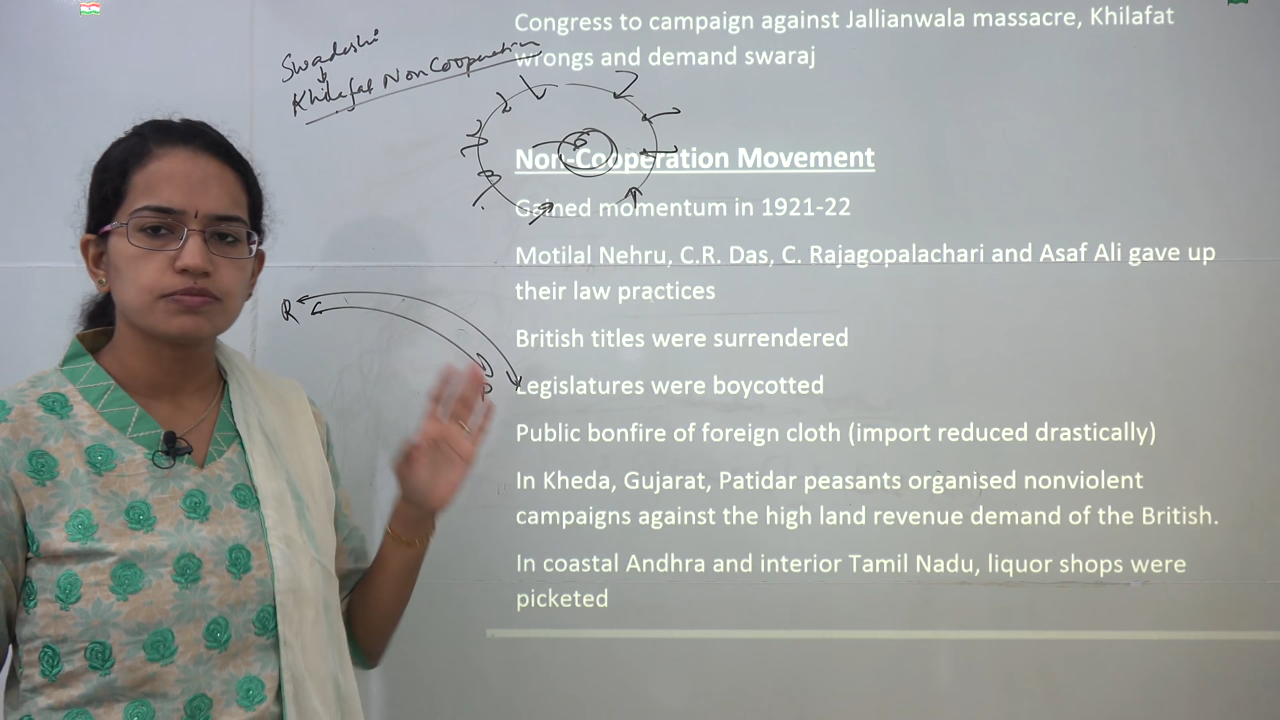 Congress to campaign against Jallianwala massacre, Khilafat
wrongs and demand swaraj
Swadeshi
Khilafat Non Cooperation
Non-Cooperation Movement
Gained momentum in 1921-22
Motilal Nehru, C.R. Das, C. Rajagopalachari and Asaf Ali gave up
their law practices
British titles were surrendered
R
Legislatures were boycotted
Public bonfire of foreign cloth (import reduced drastically)
In Kheda, Gujarat, Patidar peasants organised nonviolent
campaigns against the high land revenue demand of the British.
In coastal Andhra and interior Tamil Nadu, liquor shops were
picketed